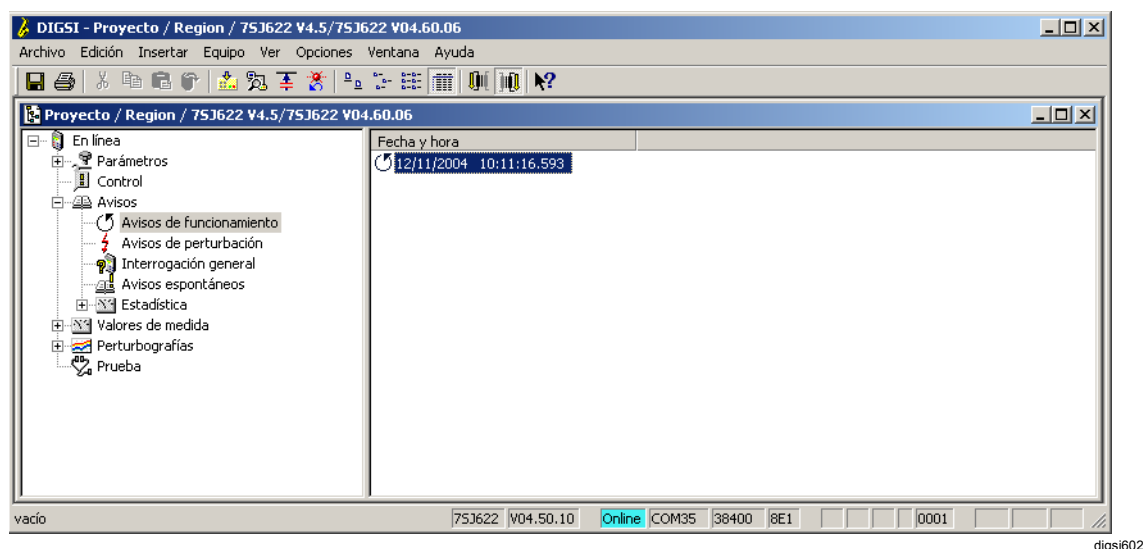 DIGSI - Proyecto / Region / 7SJ622 V4.5/7SJ622 V04.60.06
Archivo Edición Insertar Equipo Ver Opciones Ventana Ayuda
Proyecto / Region / 7SJ622 V4.5/7SJ622 V04.60.06
En línea
Parámetros
Control
Avisos
Avisos de funcionamiento
Avisos de perturbación
Interrogación general
Avisos espontáneos
Estadística
Valores de medida
Perturbografías
Prueba
Fecha y hora
12/11/2004 10:11:16.593
vacío 7SJ622 V04.50.10 Online COM35 38400 8E1 0001
digsi602